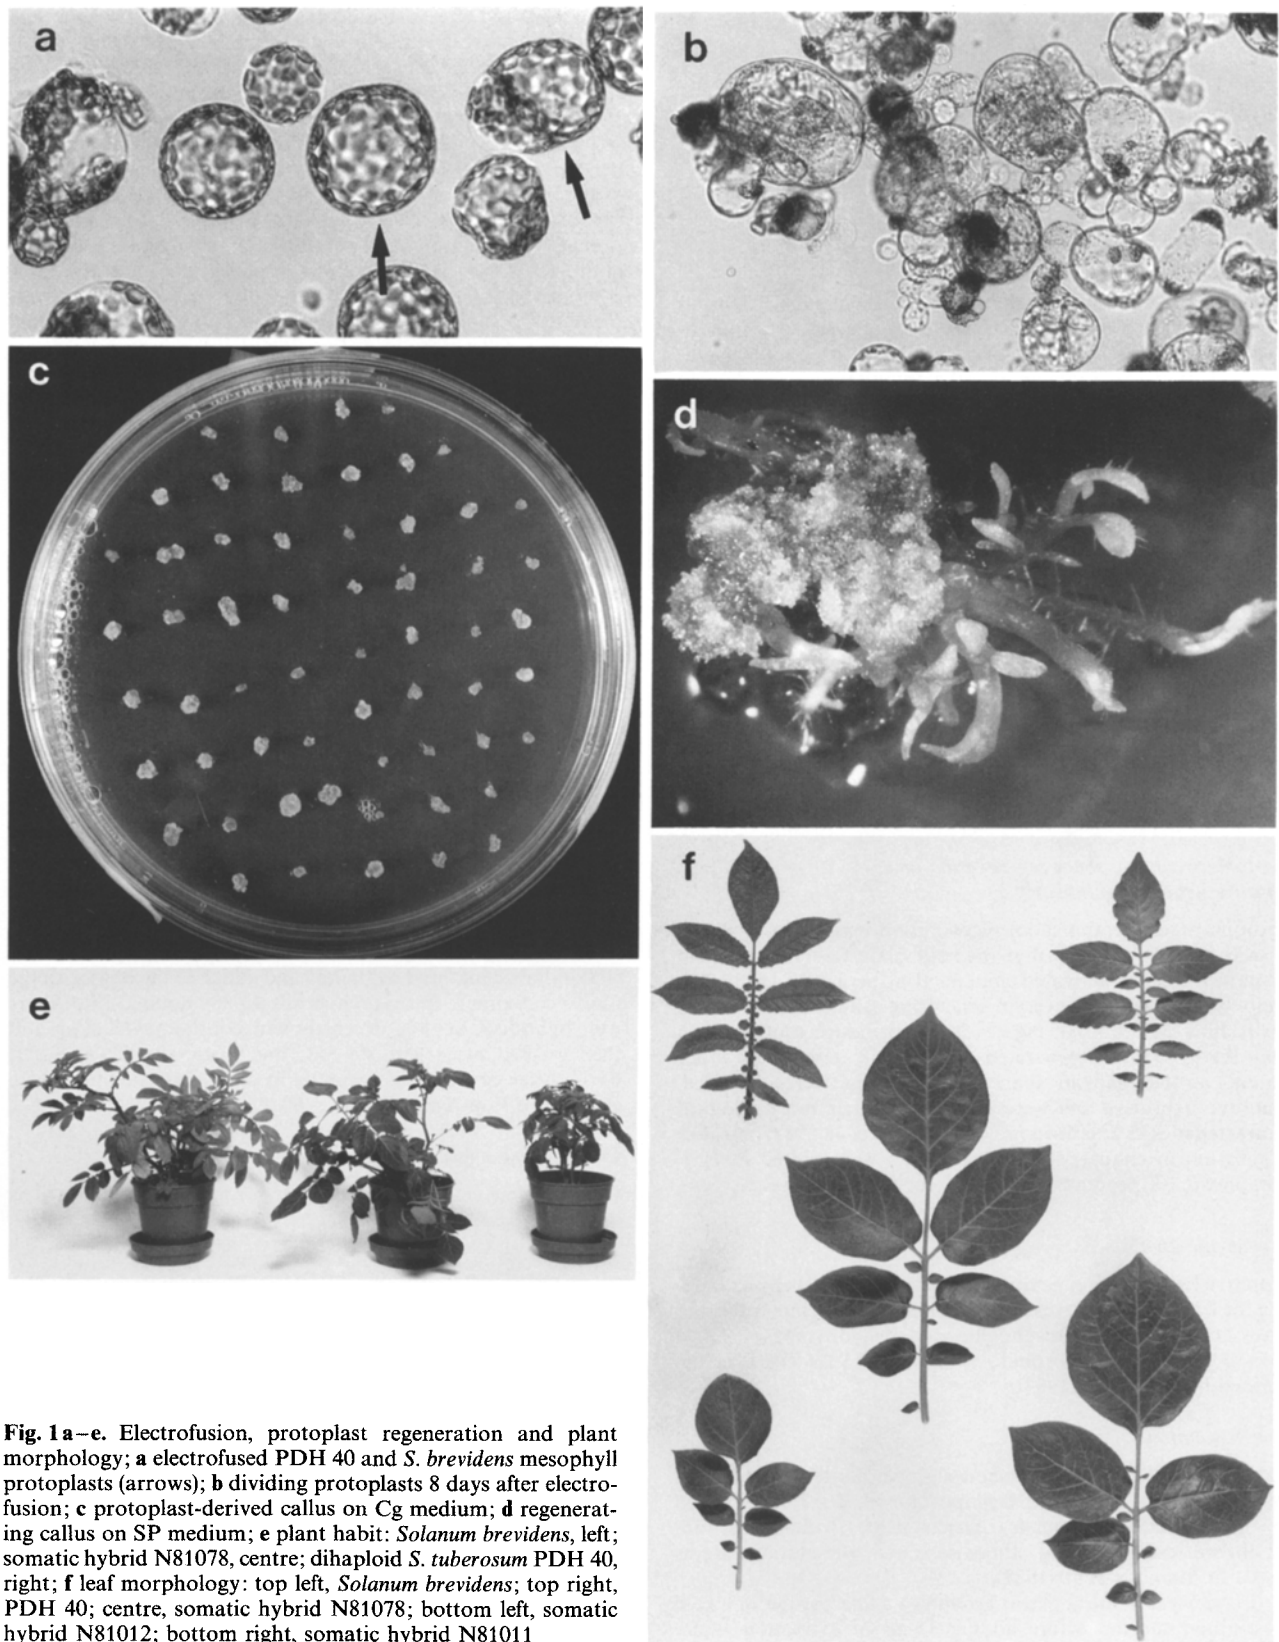 a
b
c
d
e
f
Fig. 1 a–e. Electrofusion, protoplast regeneration and plant
morphology; a electrofused PDH 40 and S. brevidens mesophyll
protoplasts (arrows); b dividing protoplasts 8 days after electro-
fusion; c protoplast-derived callus on Cg medium; d regenerat-
ing callus on SP medium; e plant habit: Solanum brevidens, left;
somatic hybrid N81078, centre; dihaploid S. tuberosum PDH 40,
right; f leaf morphology: top left, Solanum brevidens; top right,
PDH 40; centre, somatic hybrid N81078; bottom left, somatic
hybrid N81012; bottom right, somatic hybrid N81011